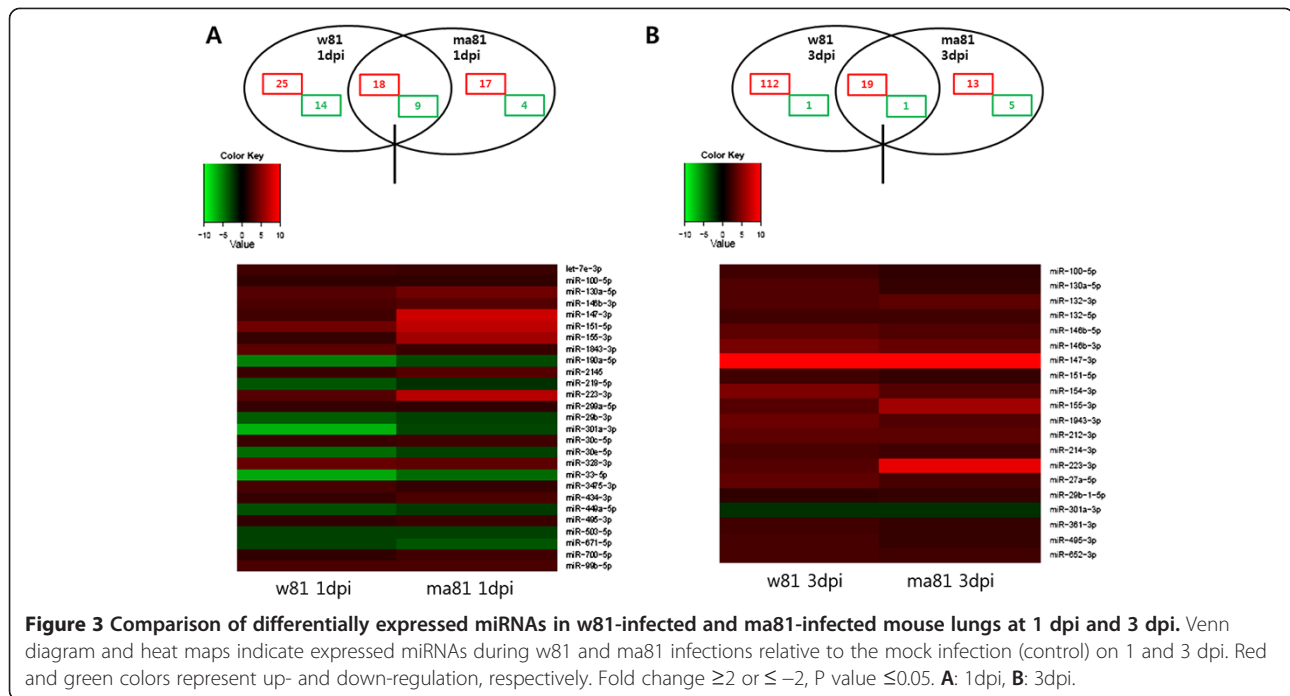 A
w81
1dpi
ma81
1dpi
25
14
18
9
17
4
Color Key
-10 -5 0 5 10
Value
let-7e-3p
miR-100-5p
miR-130a-5p
miR-146b-3p
miR-147-3p
miR-151-5p
miR-155-3p
miR-1843-3p
miR-190a-5p
miR-2145
miR-219-5p
miR-223-3p
miR-299a-5p
miR-29b-3p
miR-301a-3p
miR-30c-5p
miR-30e-5p
miR-328-3p
miR-33-5p
miR-3475-3p
miR-434-3p
miR-449a-5p
miR-495-3p
miR-503-5p
miR-671-5p
miR-700-5p
miR-99b-5p
w81 1dpi ma81 1dpi
B
w81
3dpi
ma81
3dpi
112
1
19
1
13
5
Color Key
-10 -5 0 5 10
Value
miR-100-5p
miR-130a-5p
miR-132-3p
miR-132-5p
miR-146b-5p
miR-146b-3p
miR-147-3p
miR-151-5p
miR-154-3p
miR-155-3p
miR-1943-3p
miR-212-3p
miR-214-3p
miR-223-3p
miR-27a-5p
miR-29b-1-5p
miR-301a-3p
miR-361-3p
miR-495-3p
miR-652-3p
w81 3dpi ma81 3dpi
Figure 3 Comparison of differentially expressed miRNAs in w81-infected and ma81-infected mouse lungs at 1 dpi and 3 dpi. Venn
diagram and heat maps indicate expressed miRNAs during w81 and ma81 infections relative to the mock infection (control) on 1 and 3 dpi. Red
and green colors represent up- and down-regulation, respectively. Fold change ≥2 or ≤ −2, P value ≤0.05. A: 1dpi, B: 3dpi.